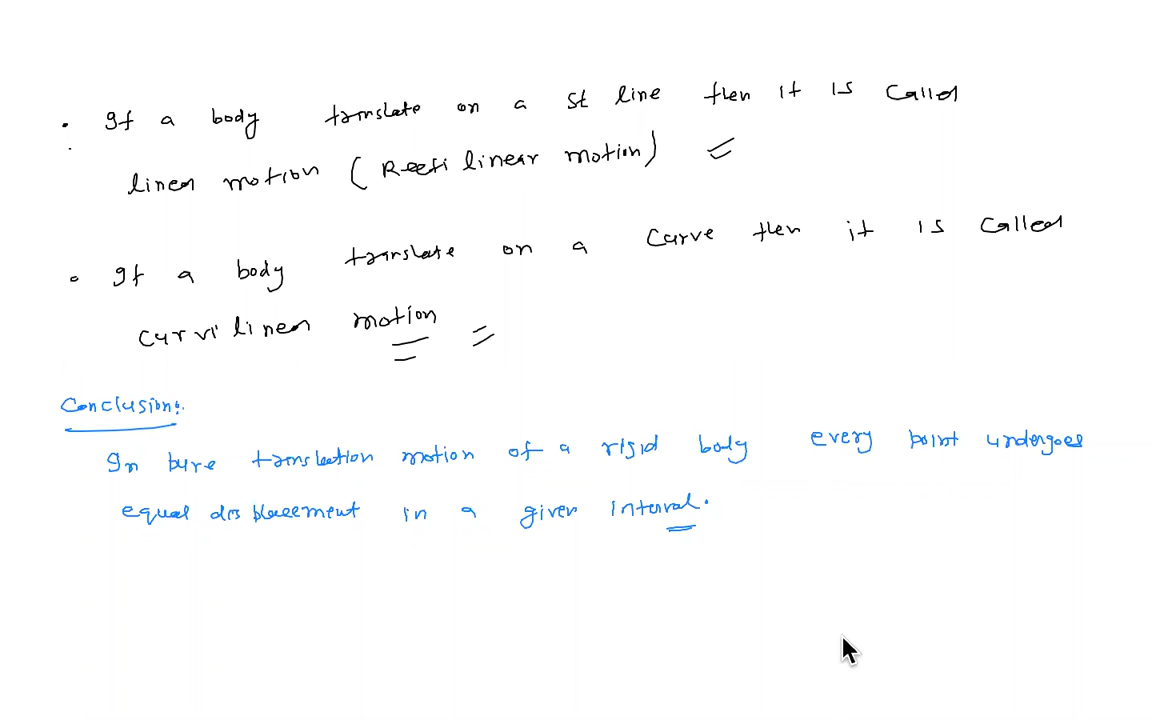 • If a body translate on a st line then it is called
linear motion (Rectilinear motion)
• If a body translate on a curve then it is called
curvilinear motion
Conclusion:
In pure translation motion of a rigid body every point undergoes
equal displacement in a given interval.